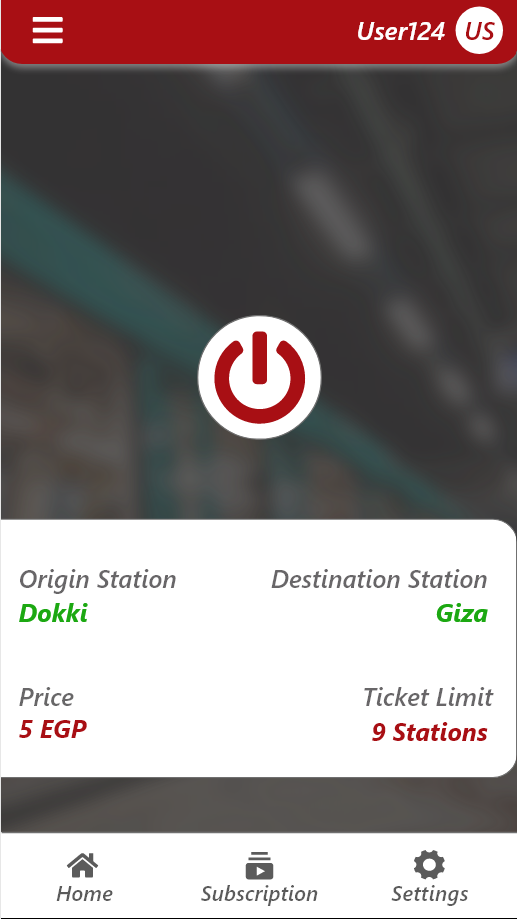 User124 US
Origin Station Destination Station
Dokki Giza
Price Ticket Limit
5 EGP 9 Stations
Home Subscription Settings